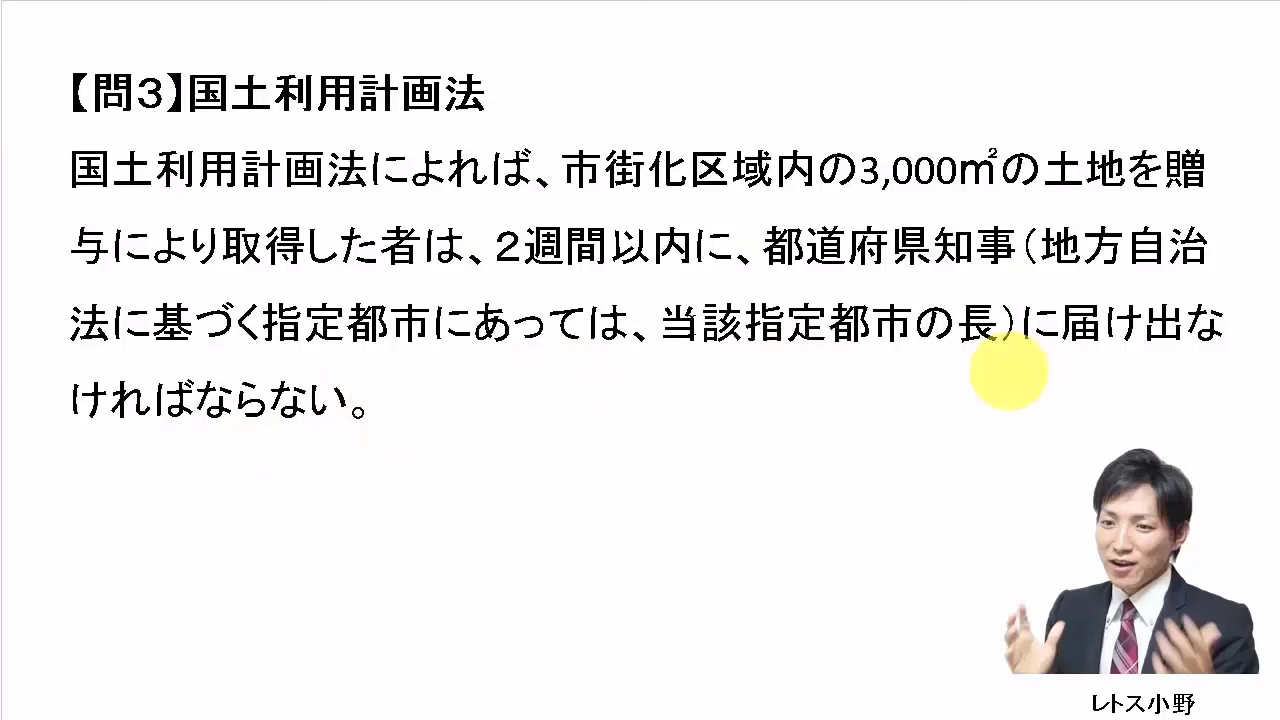 【問３】国土利用計画法
国土利用計画法によれば、市街化区域内の3,000㎡の土地を贈
与により取得した者は、２週間以内に、都道府県知事（地方自治
法に基づく指定都市にあっては、当該指定都市の長）に届け出な
ければならない。
レトス小野